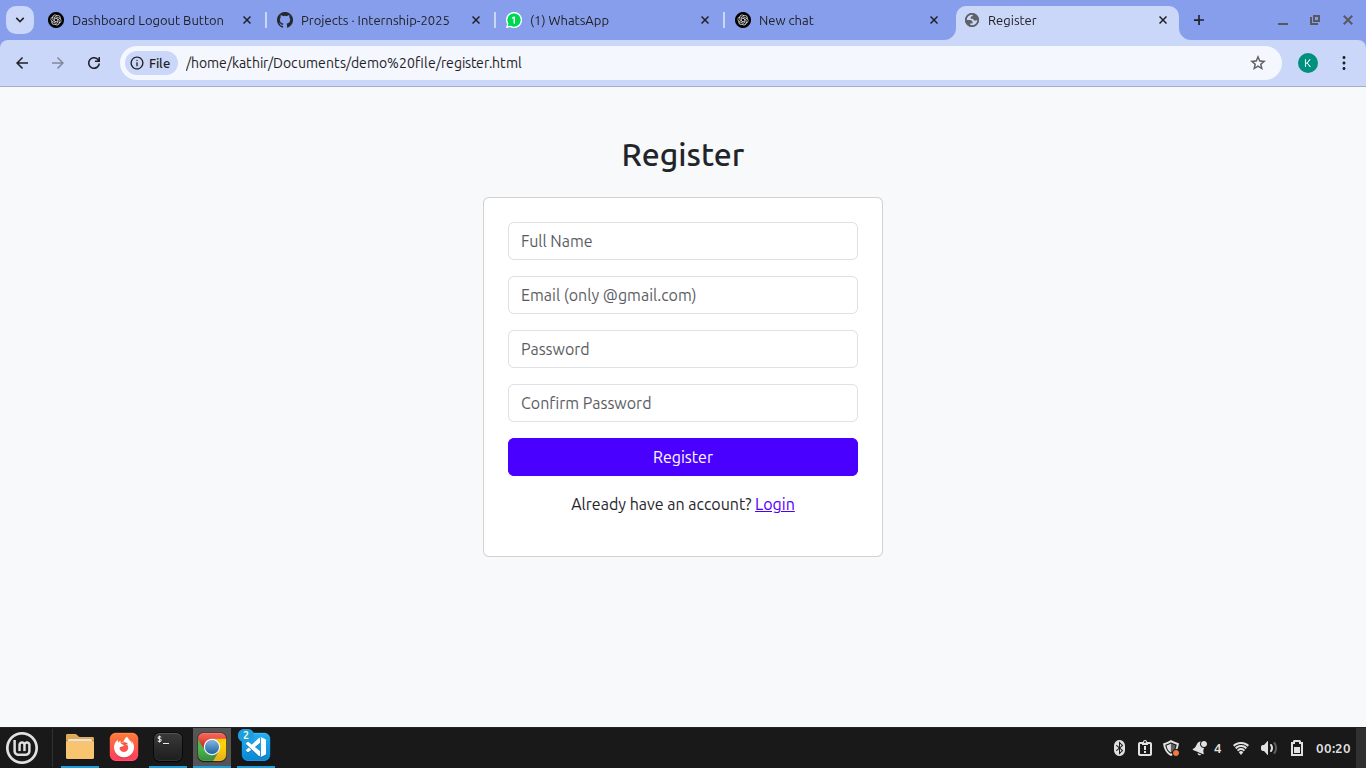 Dashboard Logout Button
Projects · Internship-2025
(1) WhatsApp
New chat
Register
File
/home/kathir/Documents/demo%20file/register.html
K
Register
Full Name
Email (only @gmail.com)
Password
Confirm Password
Register
Already have an account? Login
$_
2
4
00:20